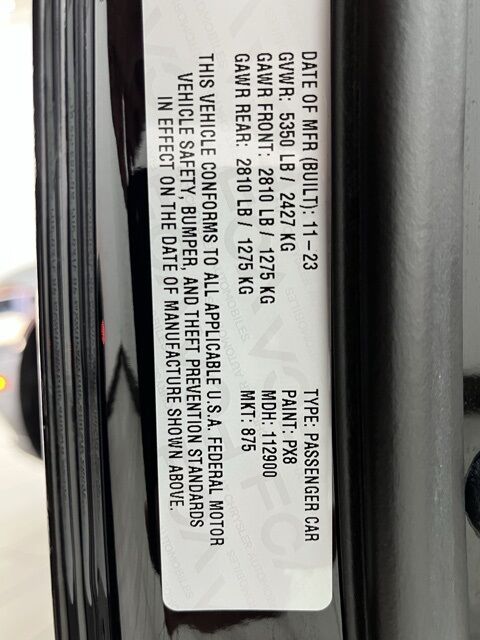 DATE OF MFR (BUILT): 11-23 TYPE: PASSENGER CAR
GVWR: 5350 LB / 2427 KG PAINT: PX8
GAWR FRONT: 2810 LB / 1275 KG MDH: 112900
GAWR REAR: 2810 LB / 1275 KG MKT: 875
THIS VEHICLE CONFORMS TO ALL APPLICABLE U.S.A. FEDERAL MOTOR
VEHICLE SAFETY, BUMPER, AND THEFT PREVENTION STANDARDS
IN EFFECT ON THE DATE OF MANUFACTURE SHOWN ABOVE.